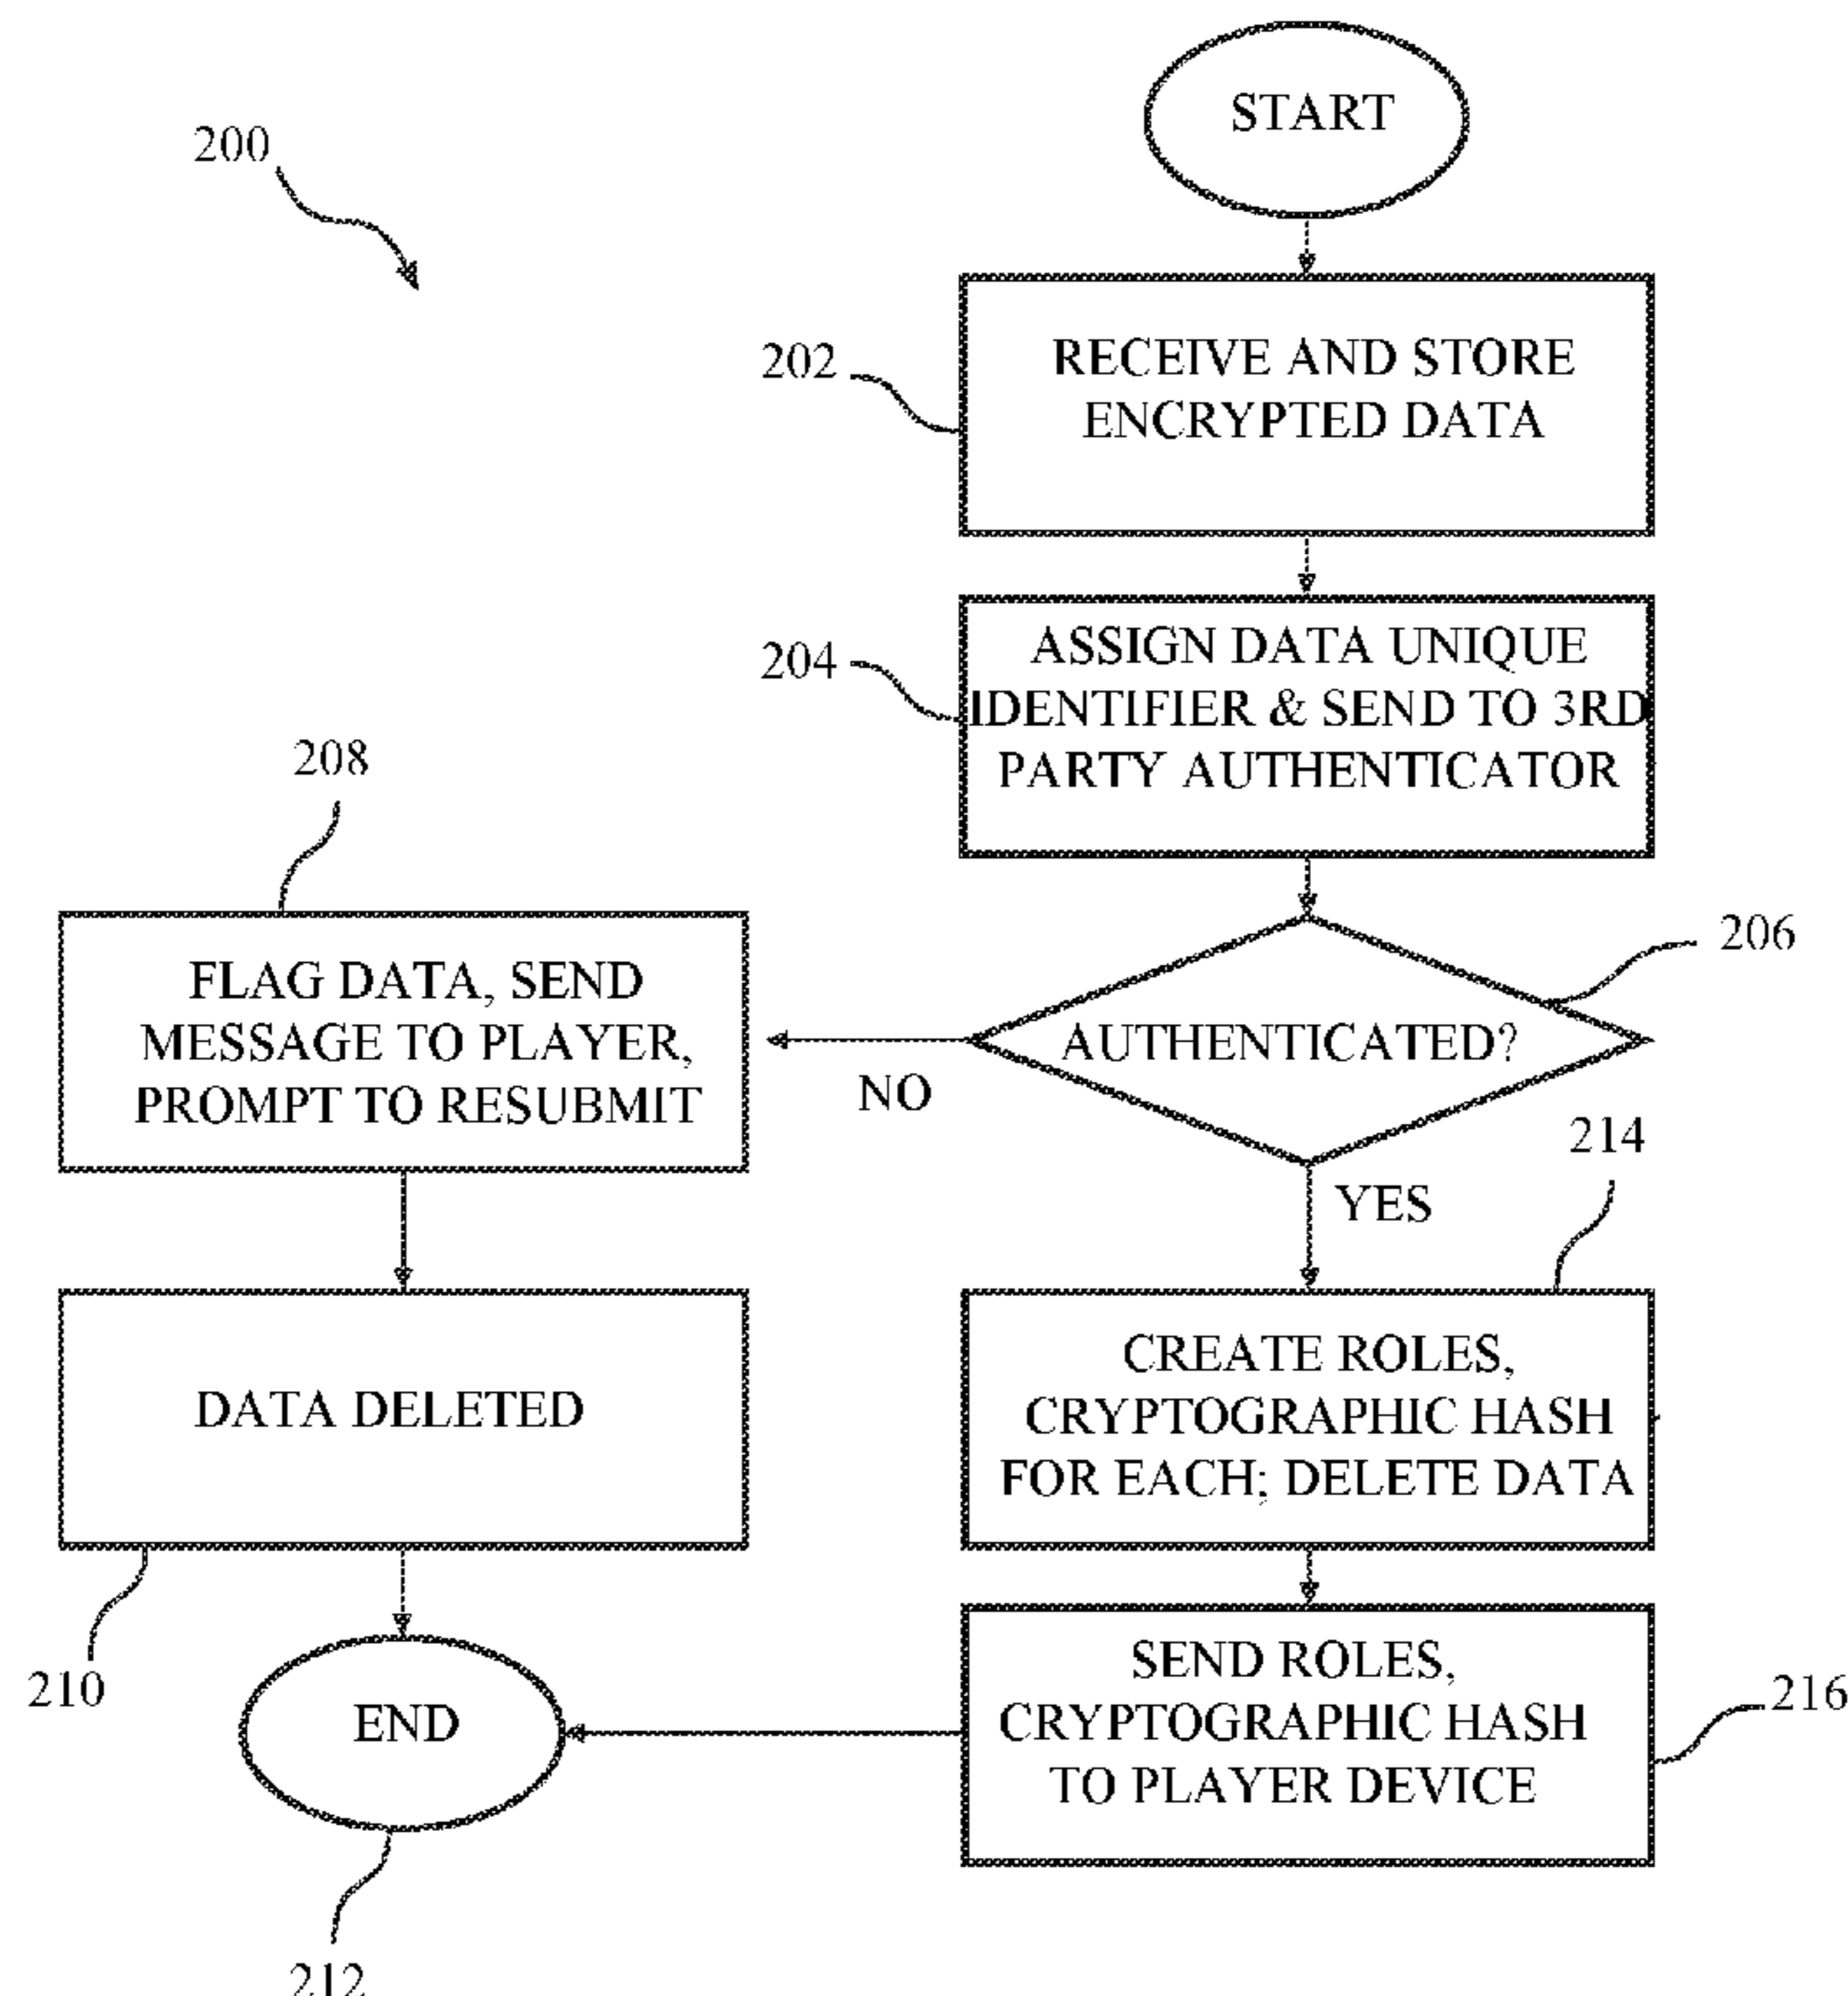 START
200
202
RECEIVE AND STORE
ENCRYPTED DATA
204
ASSIGN DATA UNIQUE
IDENTIFIER & SEND TO 3RD
PARTY AUTHENTICATOR
208
206
FLAG DATA, SEND
MESSAGE TO PLAYER,
PROMPT TO RESUBMIT
AUTHENTICATED?
NO
214
YES
DATA DELETED
CREATE ROLES,
CRYPTOGRAPHIC HASH
FOR EACH; DELETE DATA
210
END
SEND ROLES,
CRYPTOGRAPHIC HASH
TO PLAYER DEVICE
216
212